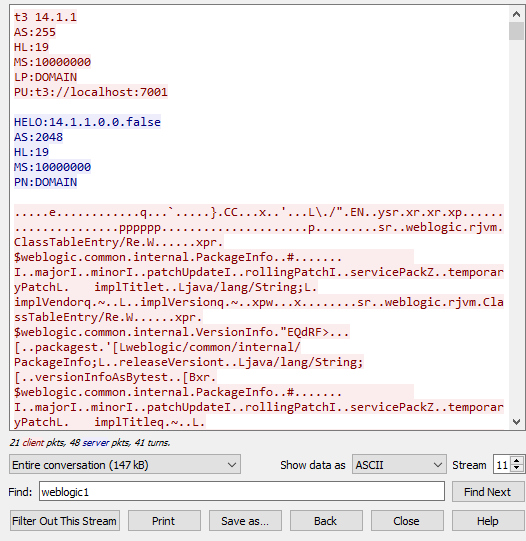 t3 14.1.1
AS:255
HL:19
MS:10000000
LP:DOMAIN
PU:t3://localhost:7001
HELO:14.1.1.0.0.false
AS:2048
HL:19
MS:10000000
PN:DOMAIN
.....e............q...`.....}.CC...x..'...L\./".EN..ysr.xr.xr.xp......
..................pppppp....................p.........sr..weblogic.rjvm.
ClassTableEntry/Re.W......xpr.
$weblogic.common.internal.PackageInfo..#.......
I..majorI..minorI..patchUpdateI..rollingPatchI..servicePackZ..tempora
ryPatchL.   implTitlet..Ljava/lang/String;L.
implVendorq.~..L..implVersionq.~..xpw...x........sr..weblogic.rjvm.Cla
ssTableEntry/Re.W......xpr.
$weblogic.common.internal.VersionInfo."EQdRF>...
[..packagest.'[Lweblogic/common/internal/
PackageInfo;L..releaseVersiont..Ljava/lang/String;
[..versionInfoAsBytest..[Bxr.
$weblogic.common.internal.PackageInfo..#.......
I..majorI..minorI..patchUpdateI..rollingPatchI..servicePackZ..temporar
yPatchL.   implTitleq.~..L.
21 client pkts, 48 server pkts, 41 turns.
Entire conversation (147 kB) Show data as ASCII Stream 11
Find: weblogic1 Find Next
Filter Out This Stream Print Save as... Back Close Help